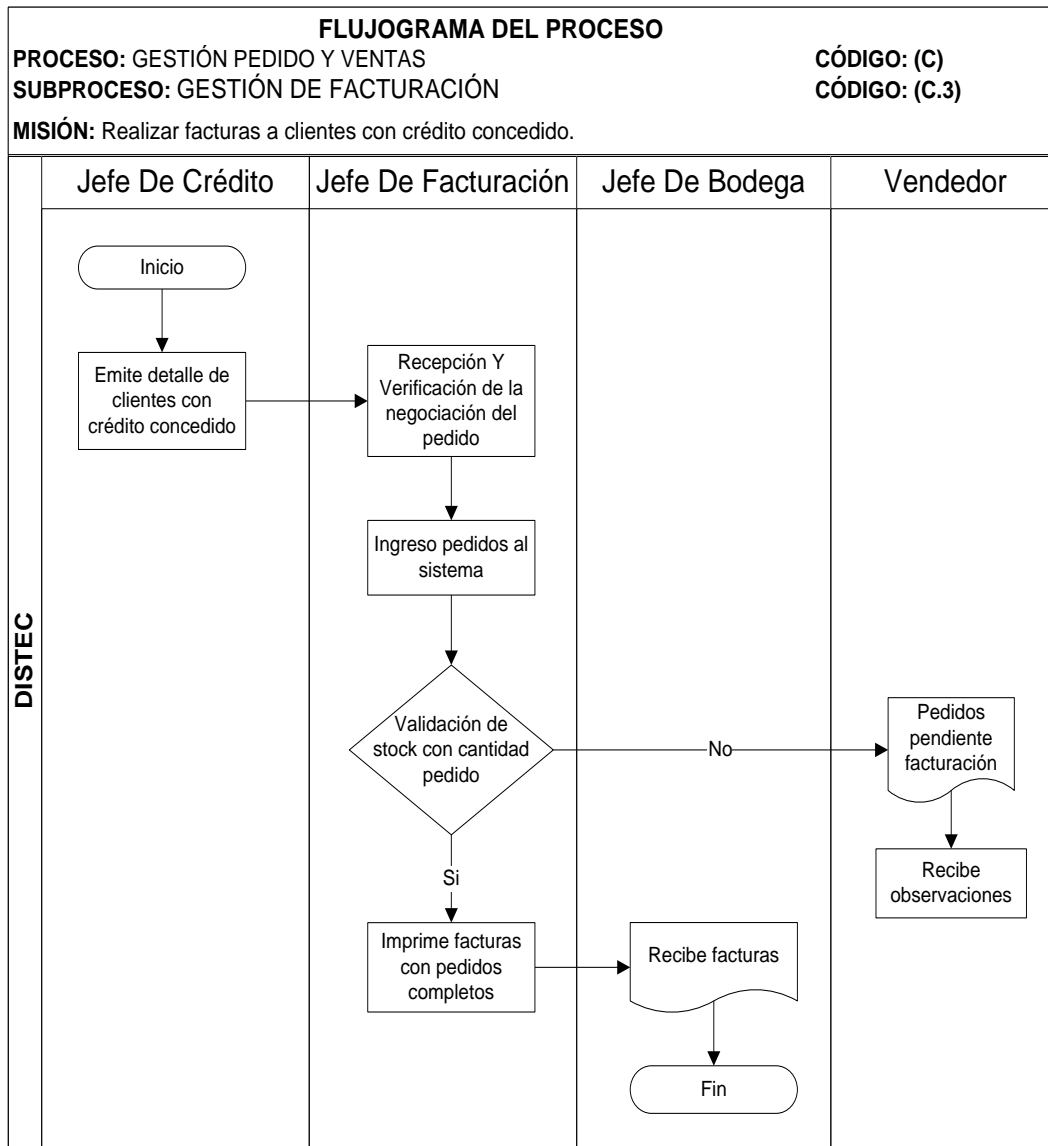 FLUJOGRAMA DEL PROCESO
PROCESO: GESTIÓN PEDIDO Y VENTAS CÓDIGO: (C)
SUBPROCESO: GESTIÓN DE FACTURACIÓN CÓDIGO: (C.3)
MISIÓN: Realizar facturas a clientes con crédito concedido.
DISTEC
Jefe De Crédito
Jefe De Facturación
Jefe De Bodega
Vendedor
Inicio
Emite detalle de
clientes con
crédito concedido
Recepción Y
Verificación de la
negociación del
pedido
Ingreso pedidos al
sistema
Validación de
stock con cantidad
pedido
No
Pedidos
pendiente
facturación
Recibe
observaciones
Si
Imprime facturas
con pedidos
completos
Recibe facturas
Fin